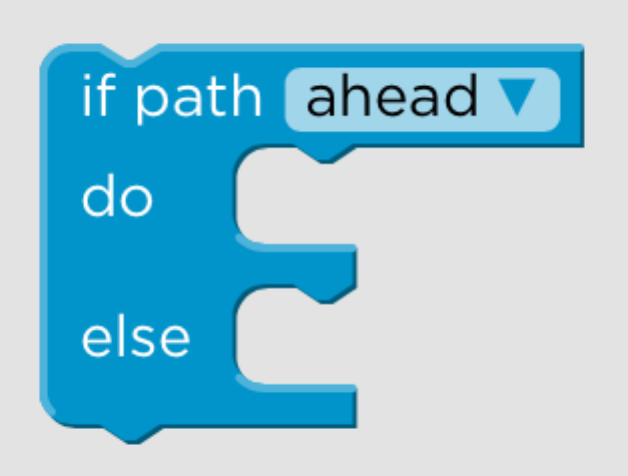 if path ahead ▼
do
else